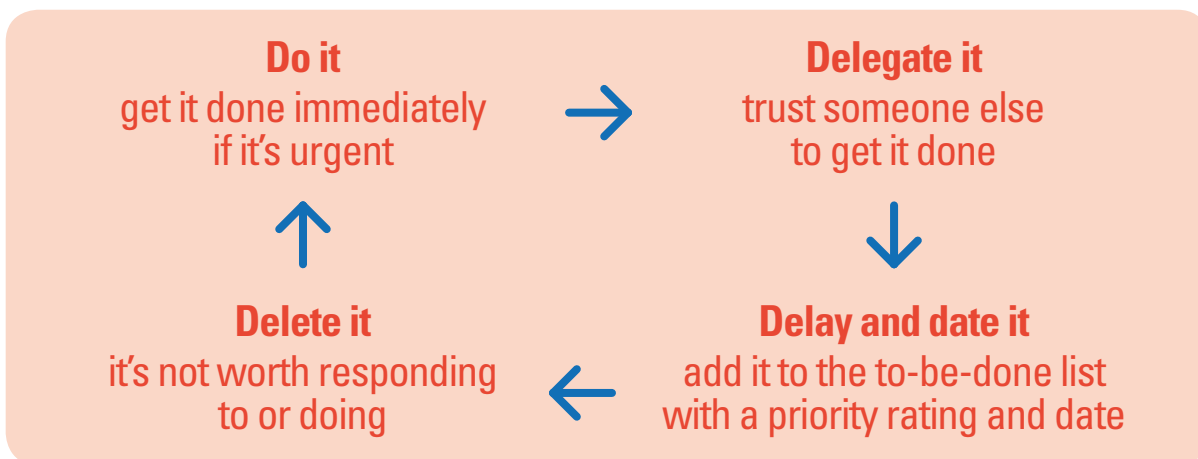 Do it
get it done immediately
if it's urgent
Delegate it
trust someone else
to get it done
Delay and date it
add it to the to-be-done list
with a priority rating and date
Delete it
it's not worth responding
to or doing